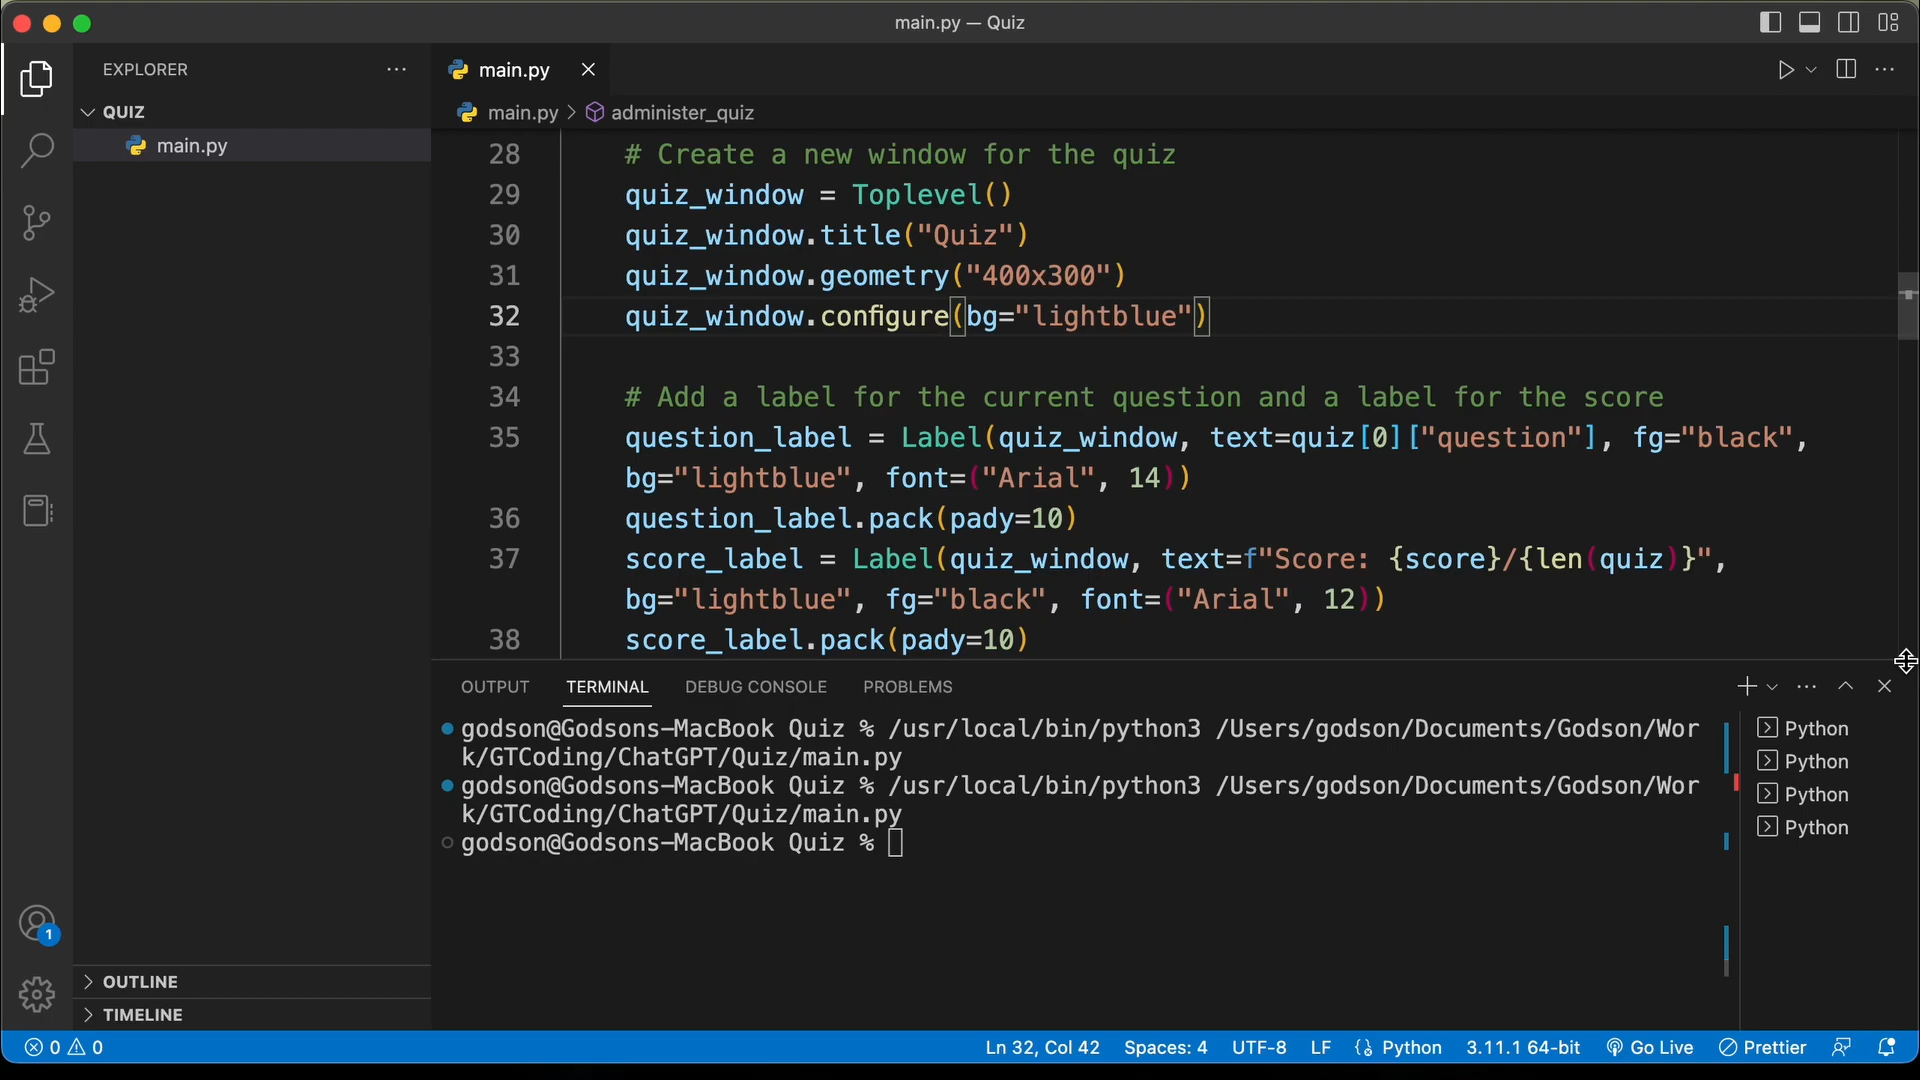 main.py — Quiz
EXPLORER
QUIZ
main.py
main.py
main.py > administer_quiz
28 # Create a new window for the quiz
29 quiz_window = Toplevel()
30 quiz_window.title("Quiz")
31 quiz_window.geometry("400x300")
32 quiz_window.configure(bg="lightblue")
33
34 # Add a label for the current question and a label for the score
35 question_label = Label(quiz_window, text=quiz[0]["question"], fg="black",
bg="lightblue", font=("Arial", 14))
36 question_label.pack(pady=10)
37 score_label = Label(quiz_window, text=f"Score: {score}/{len(quiz)}",
bg="lightblue", fg="black", font=("Arial", 12))
38 score_label.pack(pady=10)
OUTPUT TERMINAL DEBUG CONSOLE PROBLEMS
godson@Godsons-MacBook Quiz % /usr/local/bin/python3 /Users/godson/Documents/Godson/Wor
k/GTCoding/ChatGPT/Quiz/main.py
godson@Godsons-MacBook Quiz % /usr/local/bin/python3 /Users/godson/Documents/Godson/Wor
k/GTCoding/ChatGPT/Quiz/main.py
godson@Godsons-MacBook Quiz %
Python
Python
Python
Python
1
OUTLINE
TIMELINE
0 0 Ln 32, Col 42 Spaces: 4 UTF-8 LF Python 3.11.1 64-bit Go Live Prettier